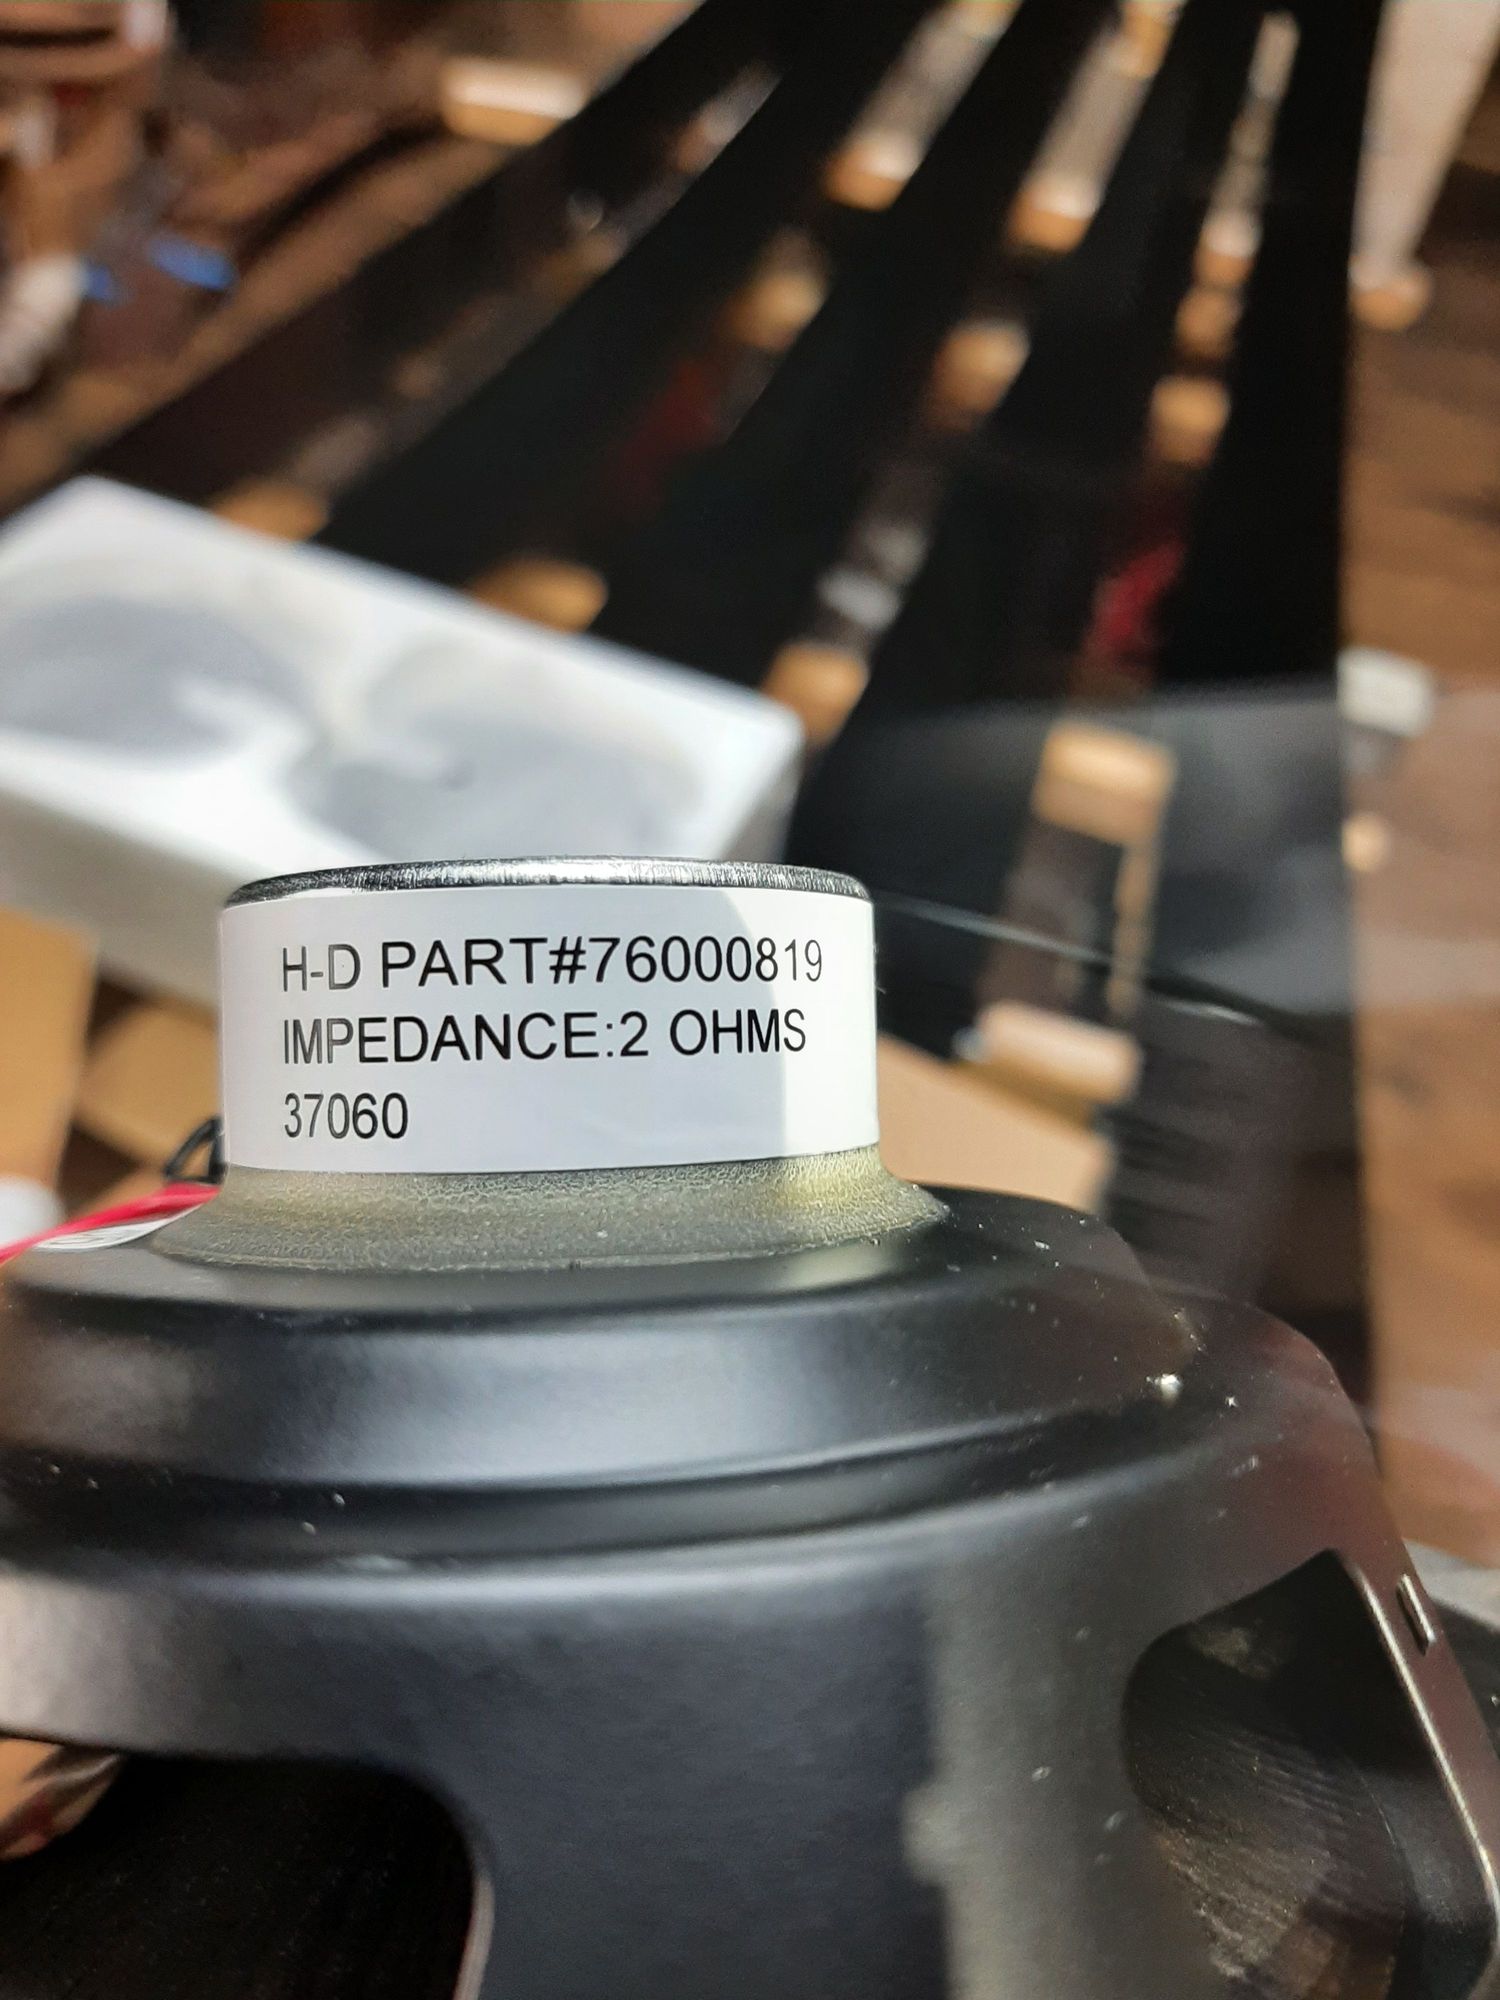 H-D PART#76000819
IMPEDANCE:2 OHMS
37060